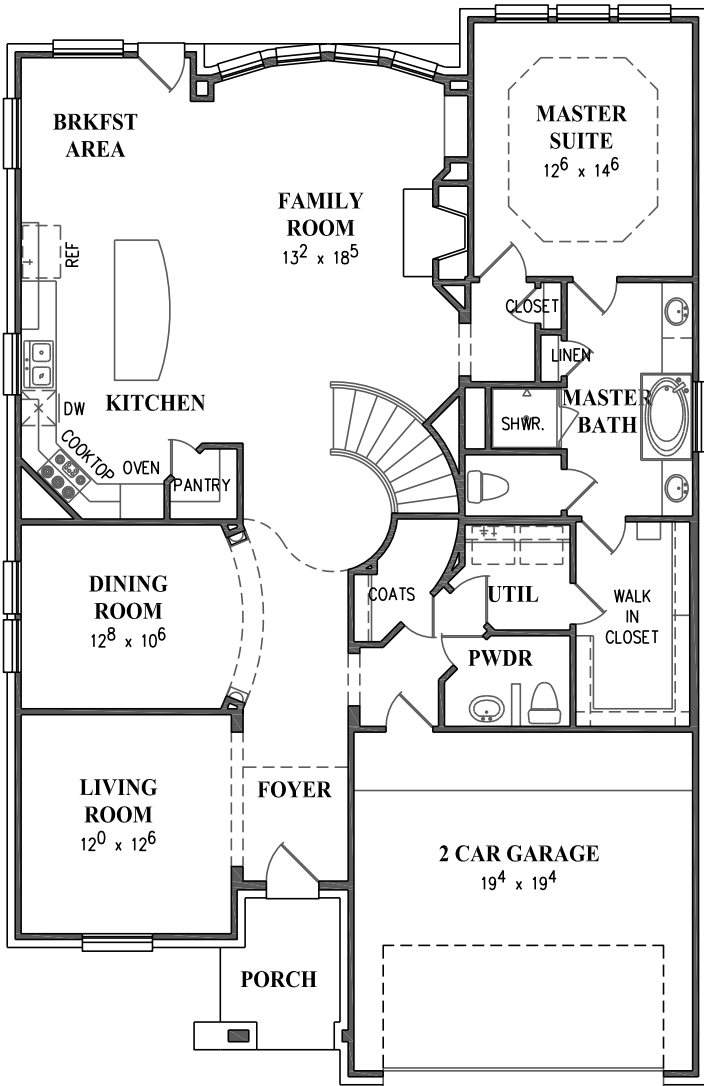 MASTER
SUITE
12⁶ x 14⁶
BRKFST
AREA
FAMILY
ROOM
13² x 18⁵
REF
CLOSET
LINEN
KITCHEN
DW
MASTER
BATH
SHWR.
COOKTOP
OVEN
PANTRY
DINING
ROOM
12⁸ x 10⁶
COATS
UTIL
WALK
IN
CLOSET
PWDR
LIVING
ROOM
12⁰ x 12⁶
FOYER
2 CAR GARAGE
19⁴ x 19⁴
PORCH